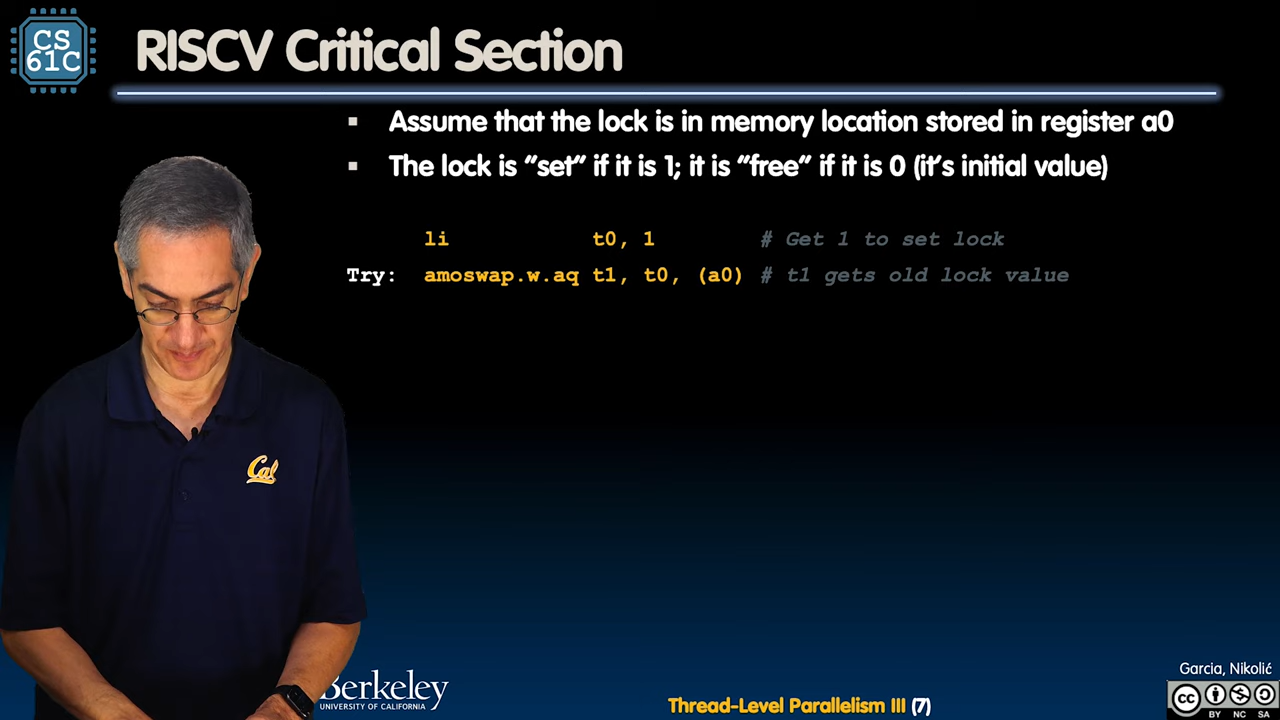 CS
61C
RISCV Critical Section
▪ Assume that the lock is in memory location stored in register a0
▪ The lock is "set" if it is 1; it is "free" if it is 0 (it's initial value)
li t0, 1 # Get 1 to set lock
Try: amoswap.w.aq t1, t0, (a0) # t1 gets old lock value
Cal
Berkeley
UNIVERSITY OF CALIFORNIA
Thread-Level Parallelism III (7)
Garcia, Nikolić
cc
BY NC SA